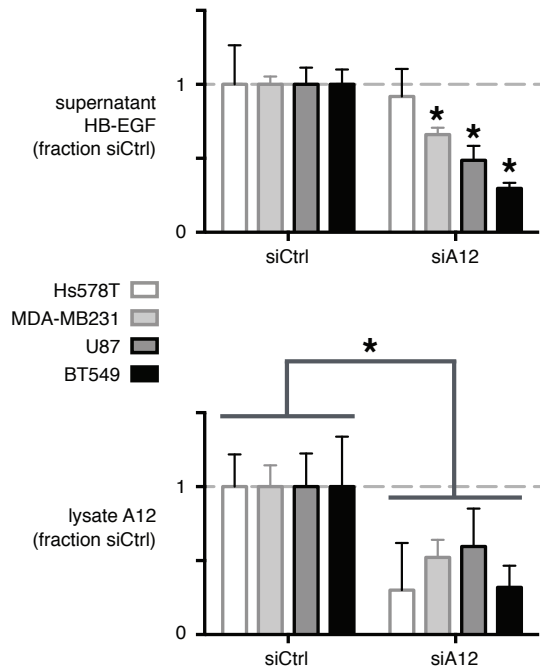 1
supernatant
HB-EGF
(fraction siCtrl)
* * *
0
siCtrl siA12
Hs578T
MDA-MB231
U87
BT549
*
1
lysate A12
(fraction siCtrl)
0
siCtrl siA12